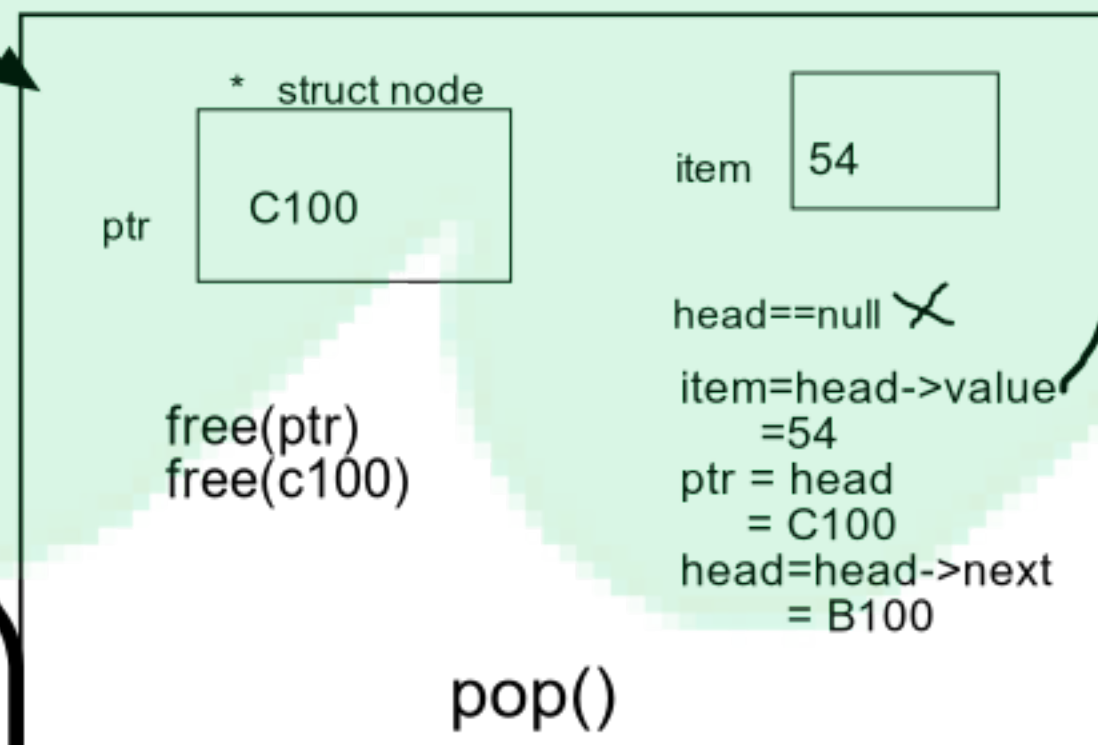 * struct node
ptr
C100
item
54
head==null
item=head->value
=54
ptr = head
= C100
head=head->next
= B100
free(ptr)
free(c100)
pop()